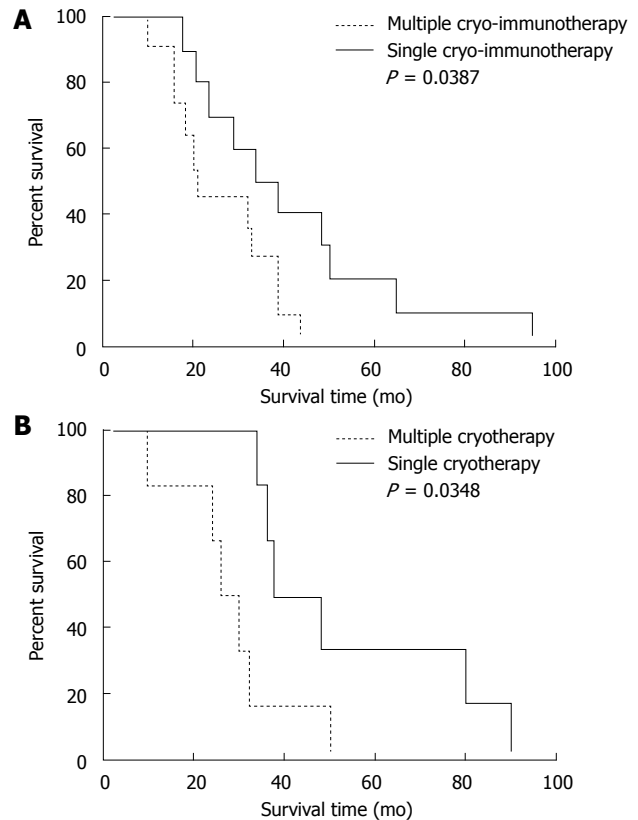 A
Multiple cryo-immunotherapy
Single cryo-immunotherapy
P = 0.0387
Percent survival
100
80
60
40
20
0
0 20 40 60 80 100
Survival time (mo)
B
Multiple cryotherapy
Single cryotherapy
P = 0.0348
Percent survival
100
80
60
40
20
0
0 20 40 60 80 100
Survival time (mo)